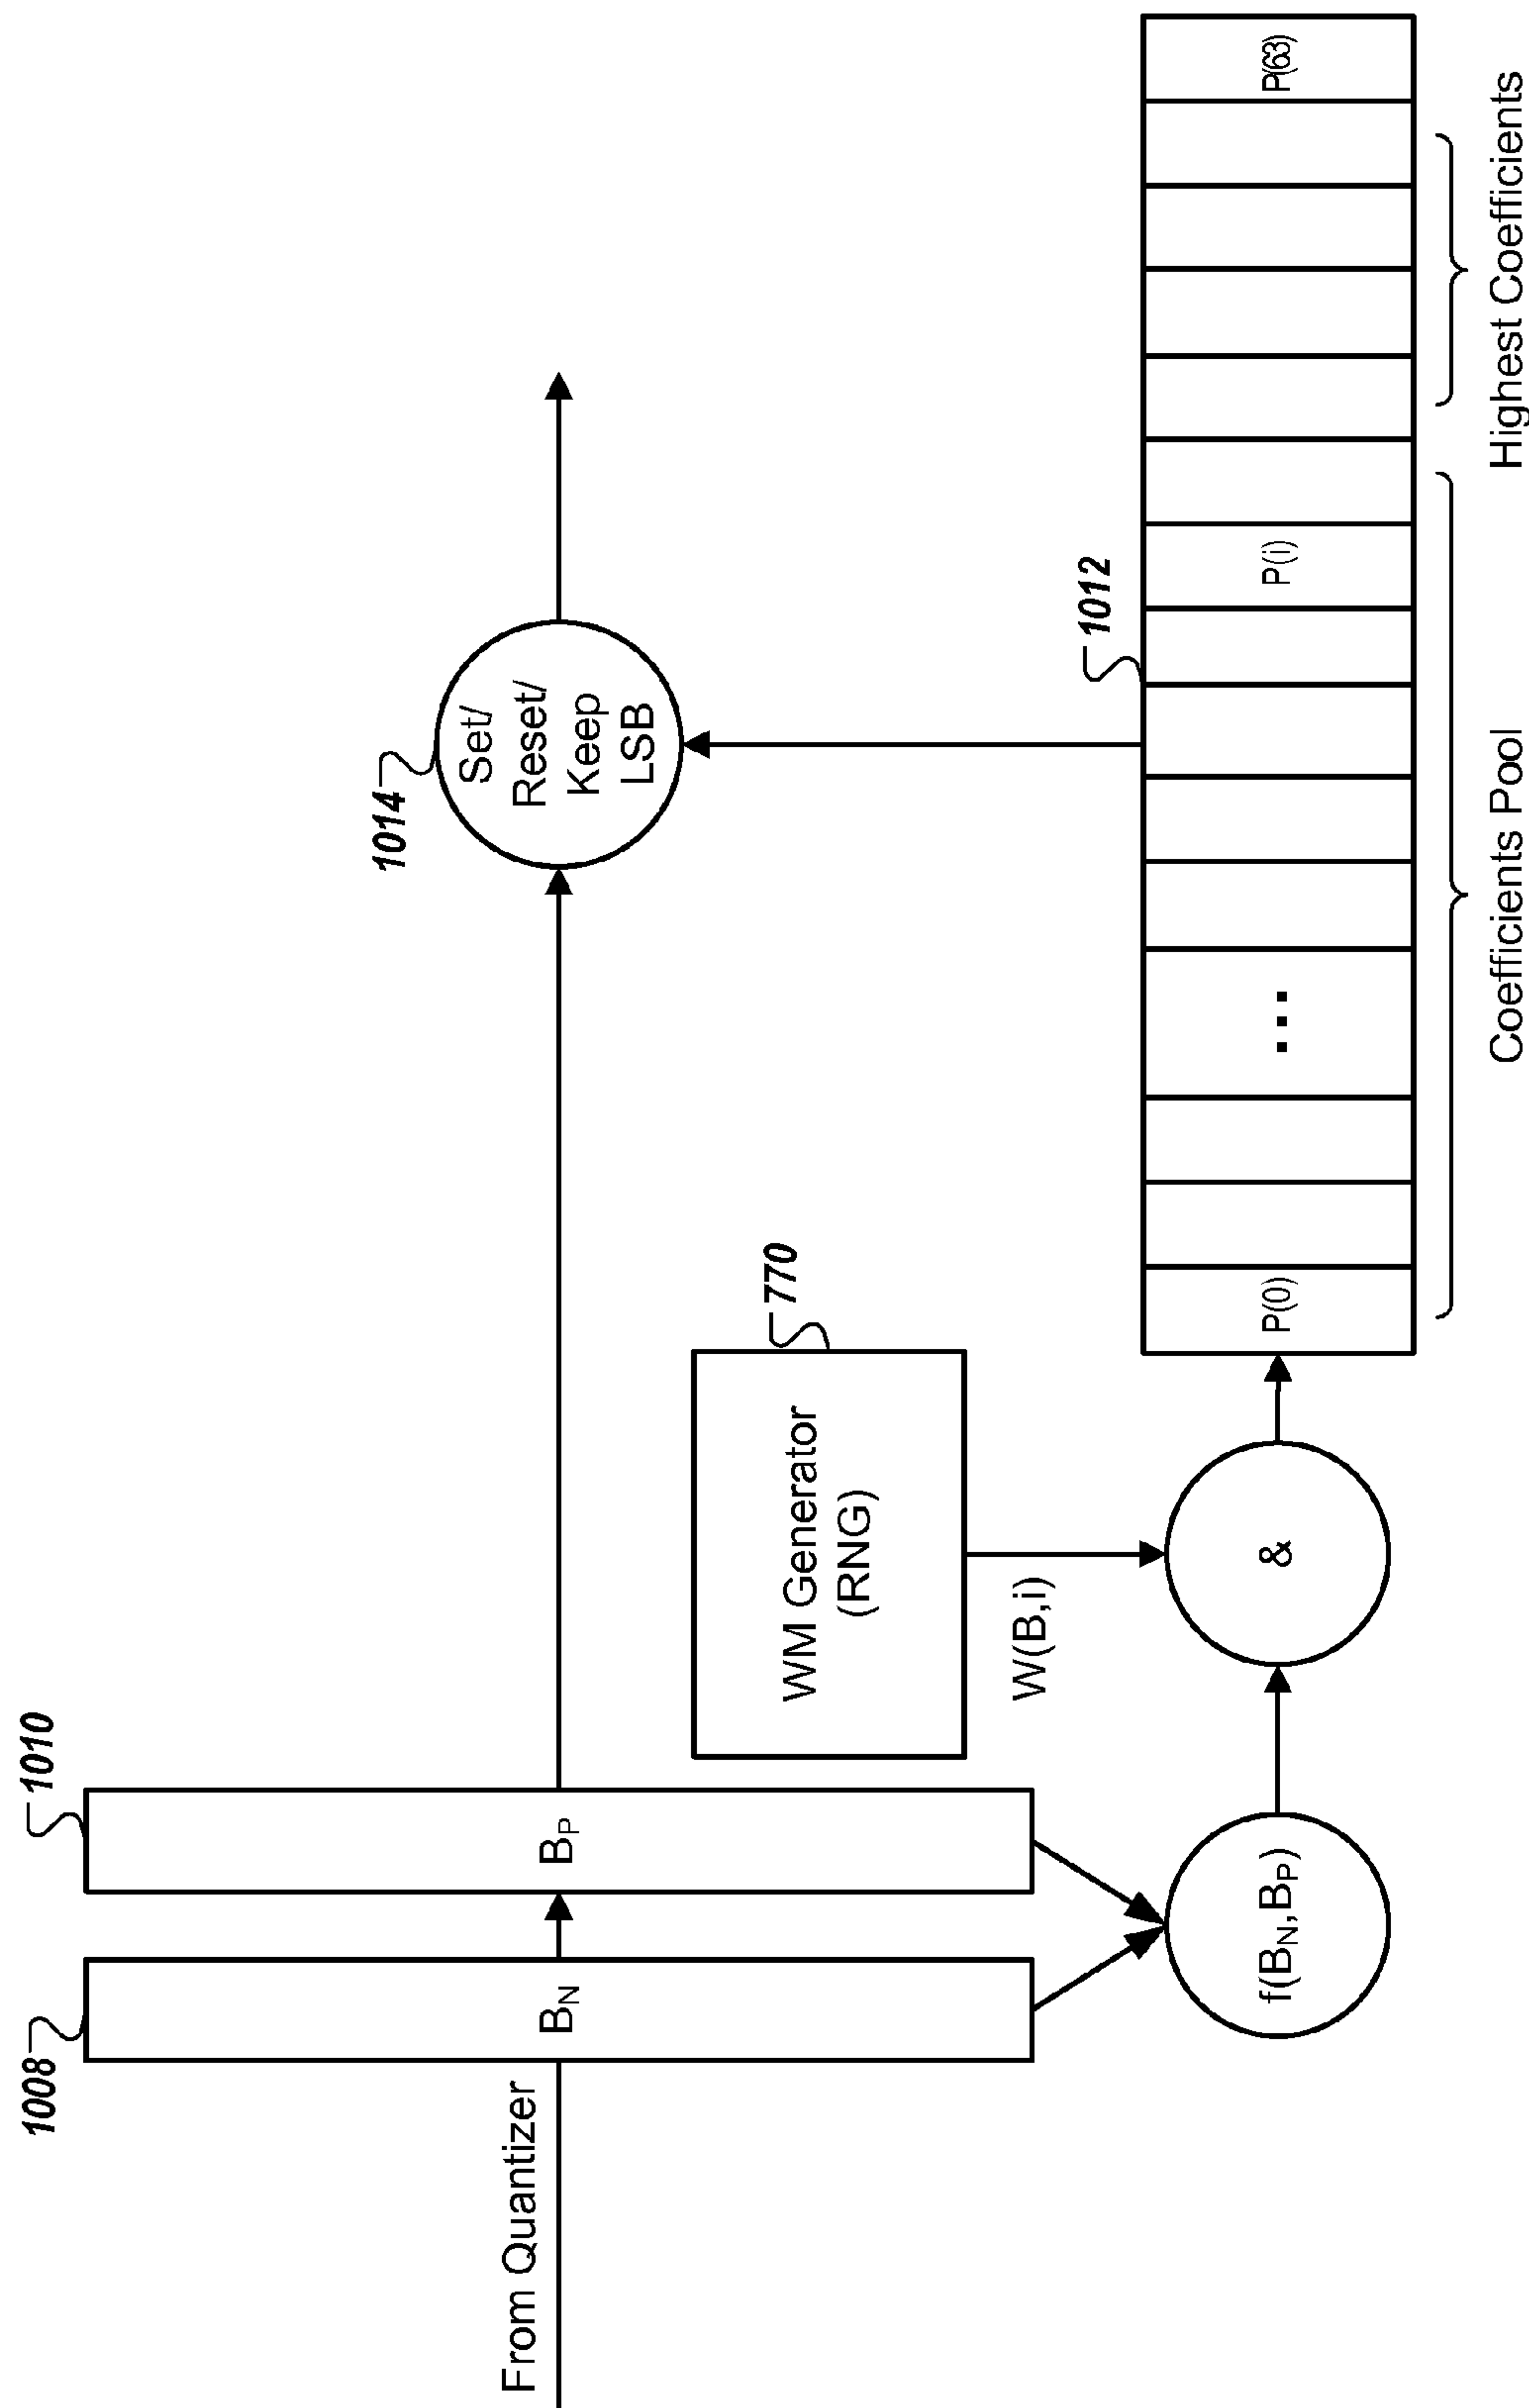 1008
1010
From Quantizer
B_N
B_P
1014
Set/
Reset/
Keep
LSB
770
WM Generator
(RNG)
W(B,i)
1012
f(B_N,B_P)
&
P(0)
...
P(i)
P(63)
Coefficients Pool
Highest Coefficients